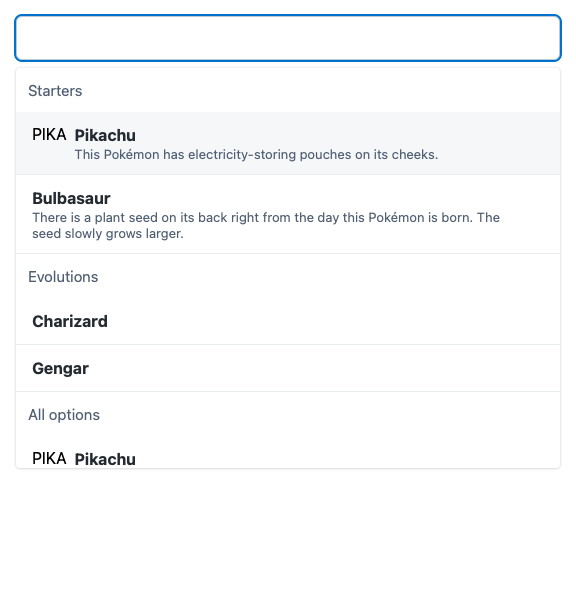 Starters
PIKA Pikachu
This Pokémon has electricity-storing pouches on its cheeks.
Bulbasaur
There is a plant seed on its back right from the day this Pokémon is born. The
seed slowly grows larger.
Evolutions
Charizard
Gengar
All options
PIKA Pikachu